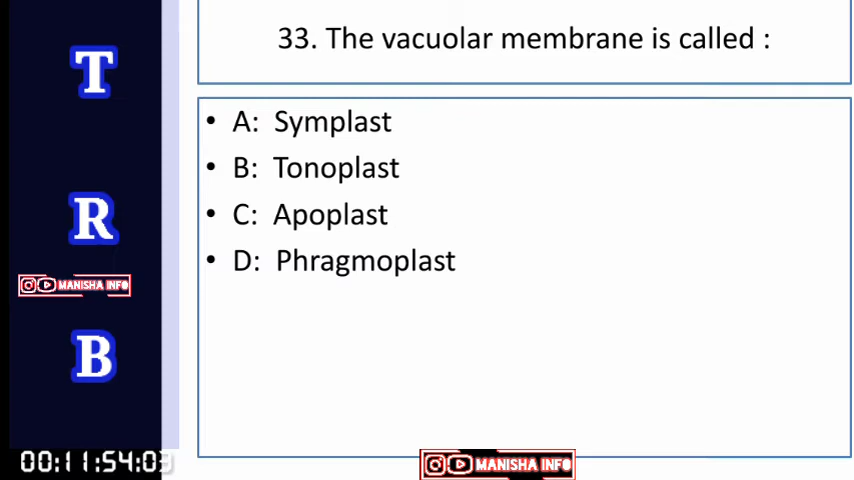 T
R
MANISHA INFO
B
00:11:54:03
33. The vacuolar membrane is called :
• A: Symplast
• B: Tonoplast
• C: Apoplast
• D: Phragmoplast
MANISHA INFO